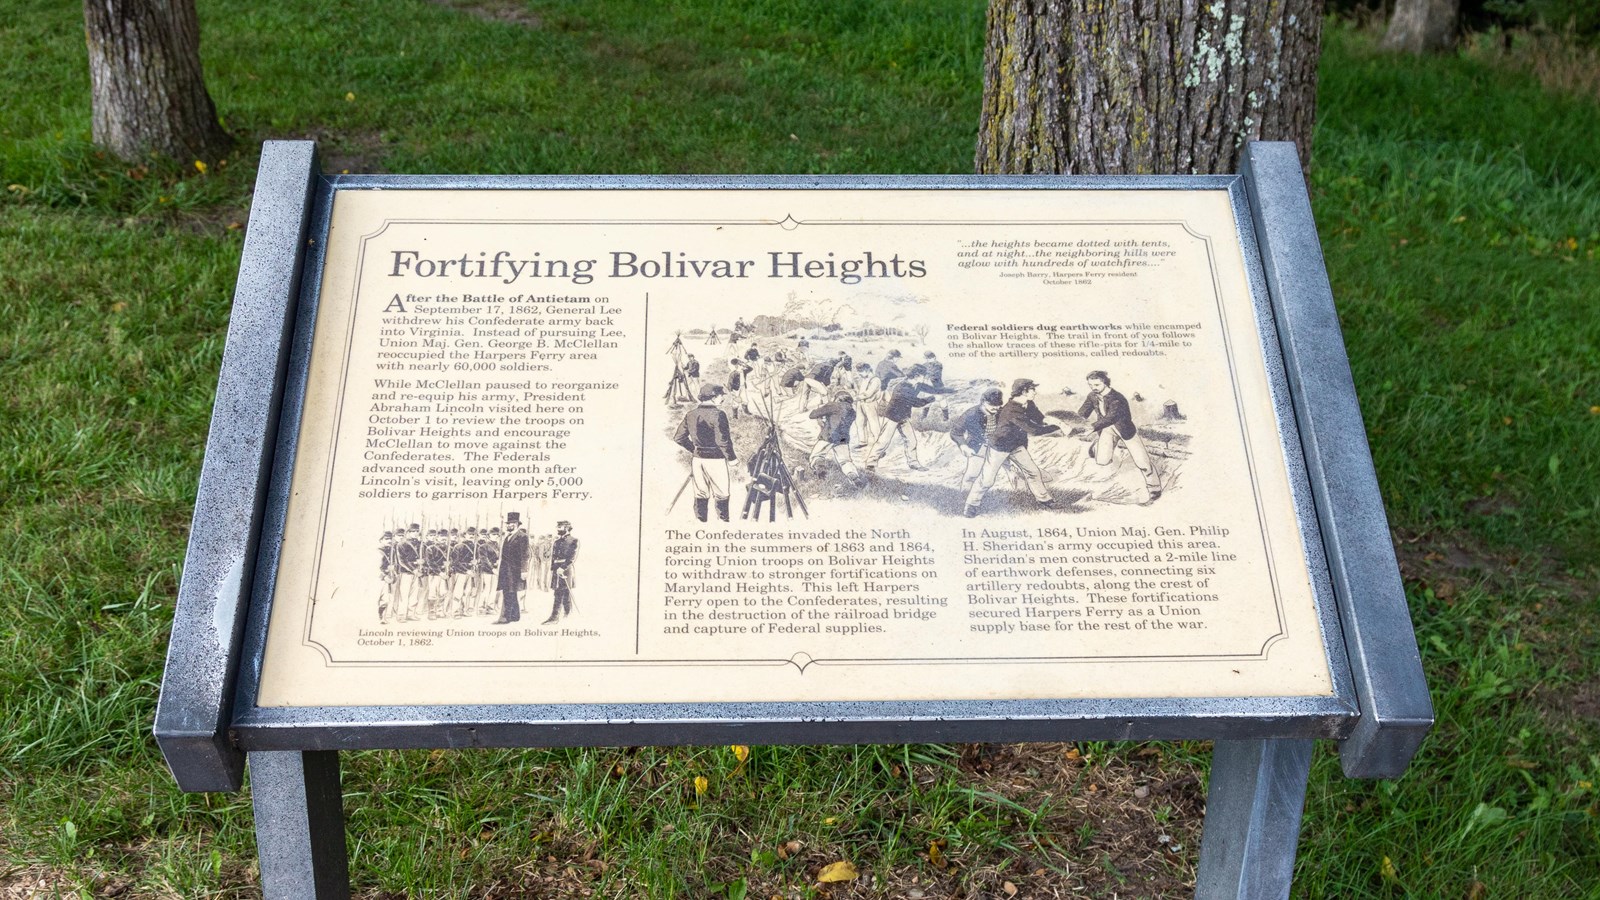 Fortifying Bolivar Heights
"...the heights became dotted with tents,
and at night...the neighboring hills were
aglow with hundreds of watchfires...."
Joseph Barry, Harpers Ferry resident
October 1862
After the Battle of Antietam on
September 17, 1862, General Lee
withdrew his Confederate army back
into Virginia. Instead of pursuing Lee,
Union Maj. Gen. George B. McClellan
reoccupied the Harpers Ferry area
with nearly 60,000 soldiers.
While McClellan paused to reorganize
and re-equip his army, President
Abraham Lincoln visited here on
October 1 to review the troops on
Bolivar Heights and encourage
McClellan to move against the
Confederates. The Federals
advanced south one month after
Lincoln's visit, leaving only 5,000
soldiers to garrison Harpers Ferry.
Lincoln reviewing Union troops on Bolivar Heights,
October 1, 1862.
Federal soldiers dug earthworks while encamped
on Bolivar Heights. The trail in front of you follows
the shallow traces of these rifle-pits for 1/4-mile to
one of the artillery positions, called redoubts.
The Confederates invaded the North
again in the summers of 1863 and 1864,
forcing Union troops on Bolivar Heights
to withdraw to stronger fortifications on
Maryland Heights. This left Harpers
Ferry open to the Confederates, resulting
in the destruction of the railroad bridge
and capture of Federal supplies.
In August, 1864, Union Maj. Gen. Philip
H. Sheridan's army occupied this area.
Sheridan's men constructed a 2-mile line
of earthwork defenses, connecting six
artillery redoubts, along the crest of
Bolivar Heights. These fortifications
secured Harpers Ferry as a Union
supply base for the rest of the war.